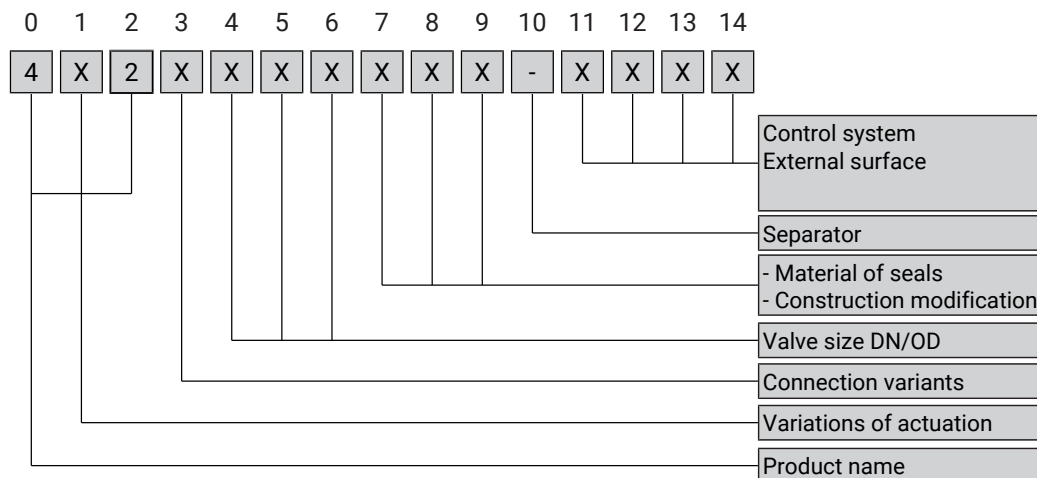 0 1 2 3 4 5 6 7 8 9 10 11 12 13 14
4 X 2 X X X X X X X - X X X X
Control system
External surface
Separator
- Material of seals
- Construction modification
Valve size DN/OD
Connection variants
Variations of actuation
Product name